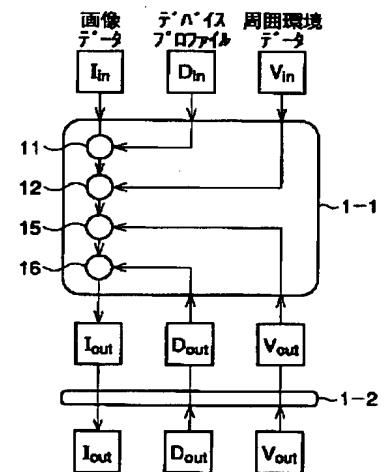 画像
データ
デバイス
プロファイル
周囲環境
データ
Iin
Din
Vin
11
12
15
16
1-1
Iout
Dout
Vout
1-2
Iout
Dout
Vout